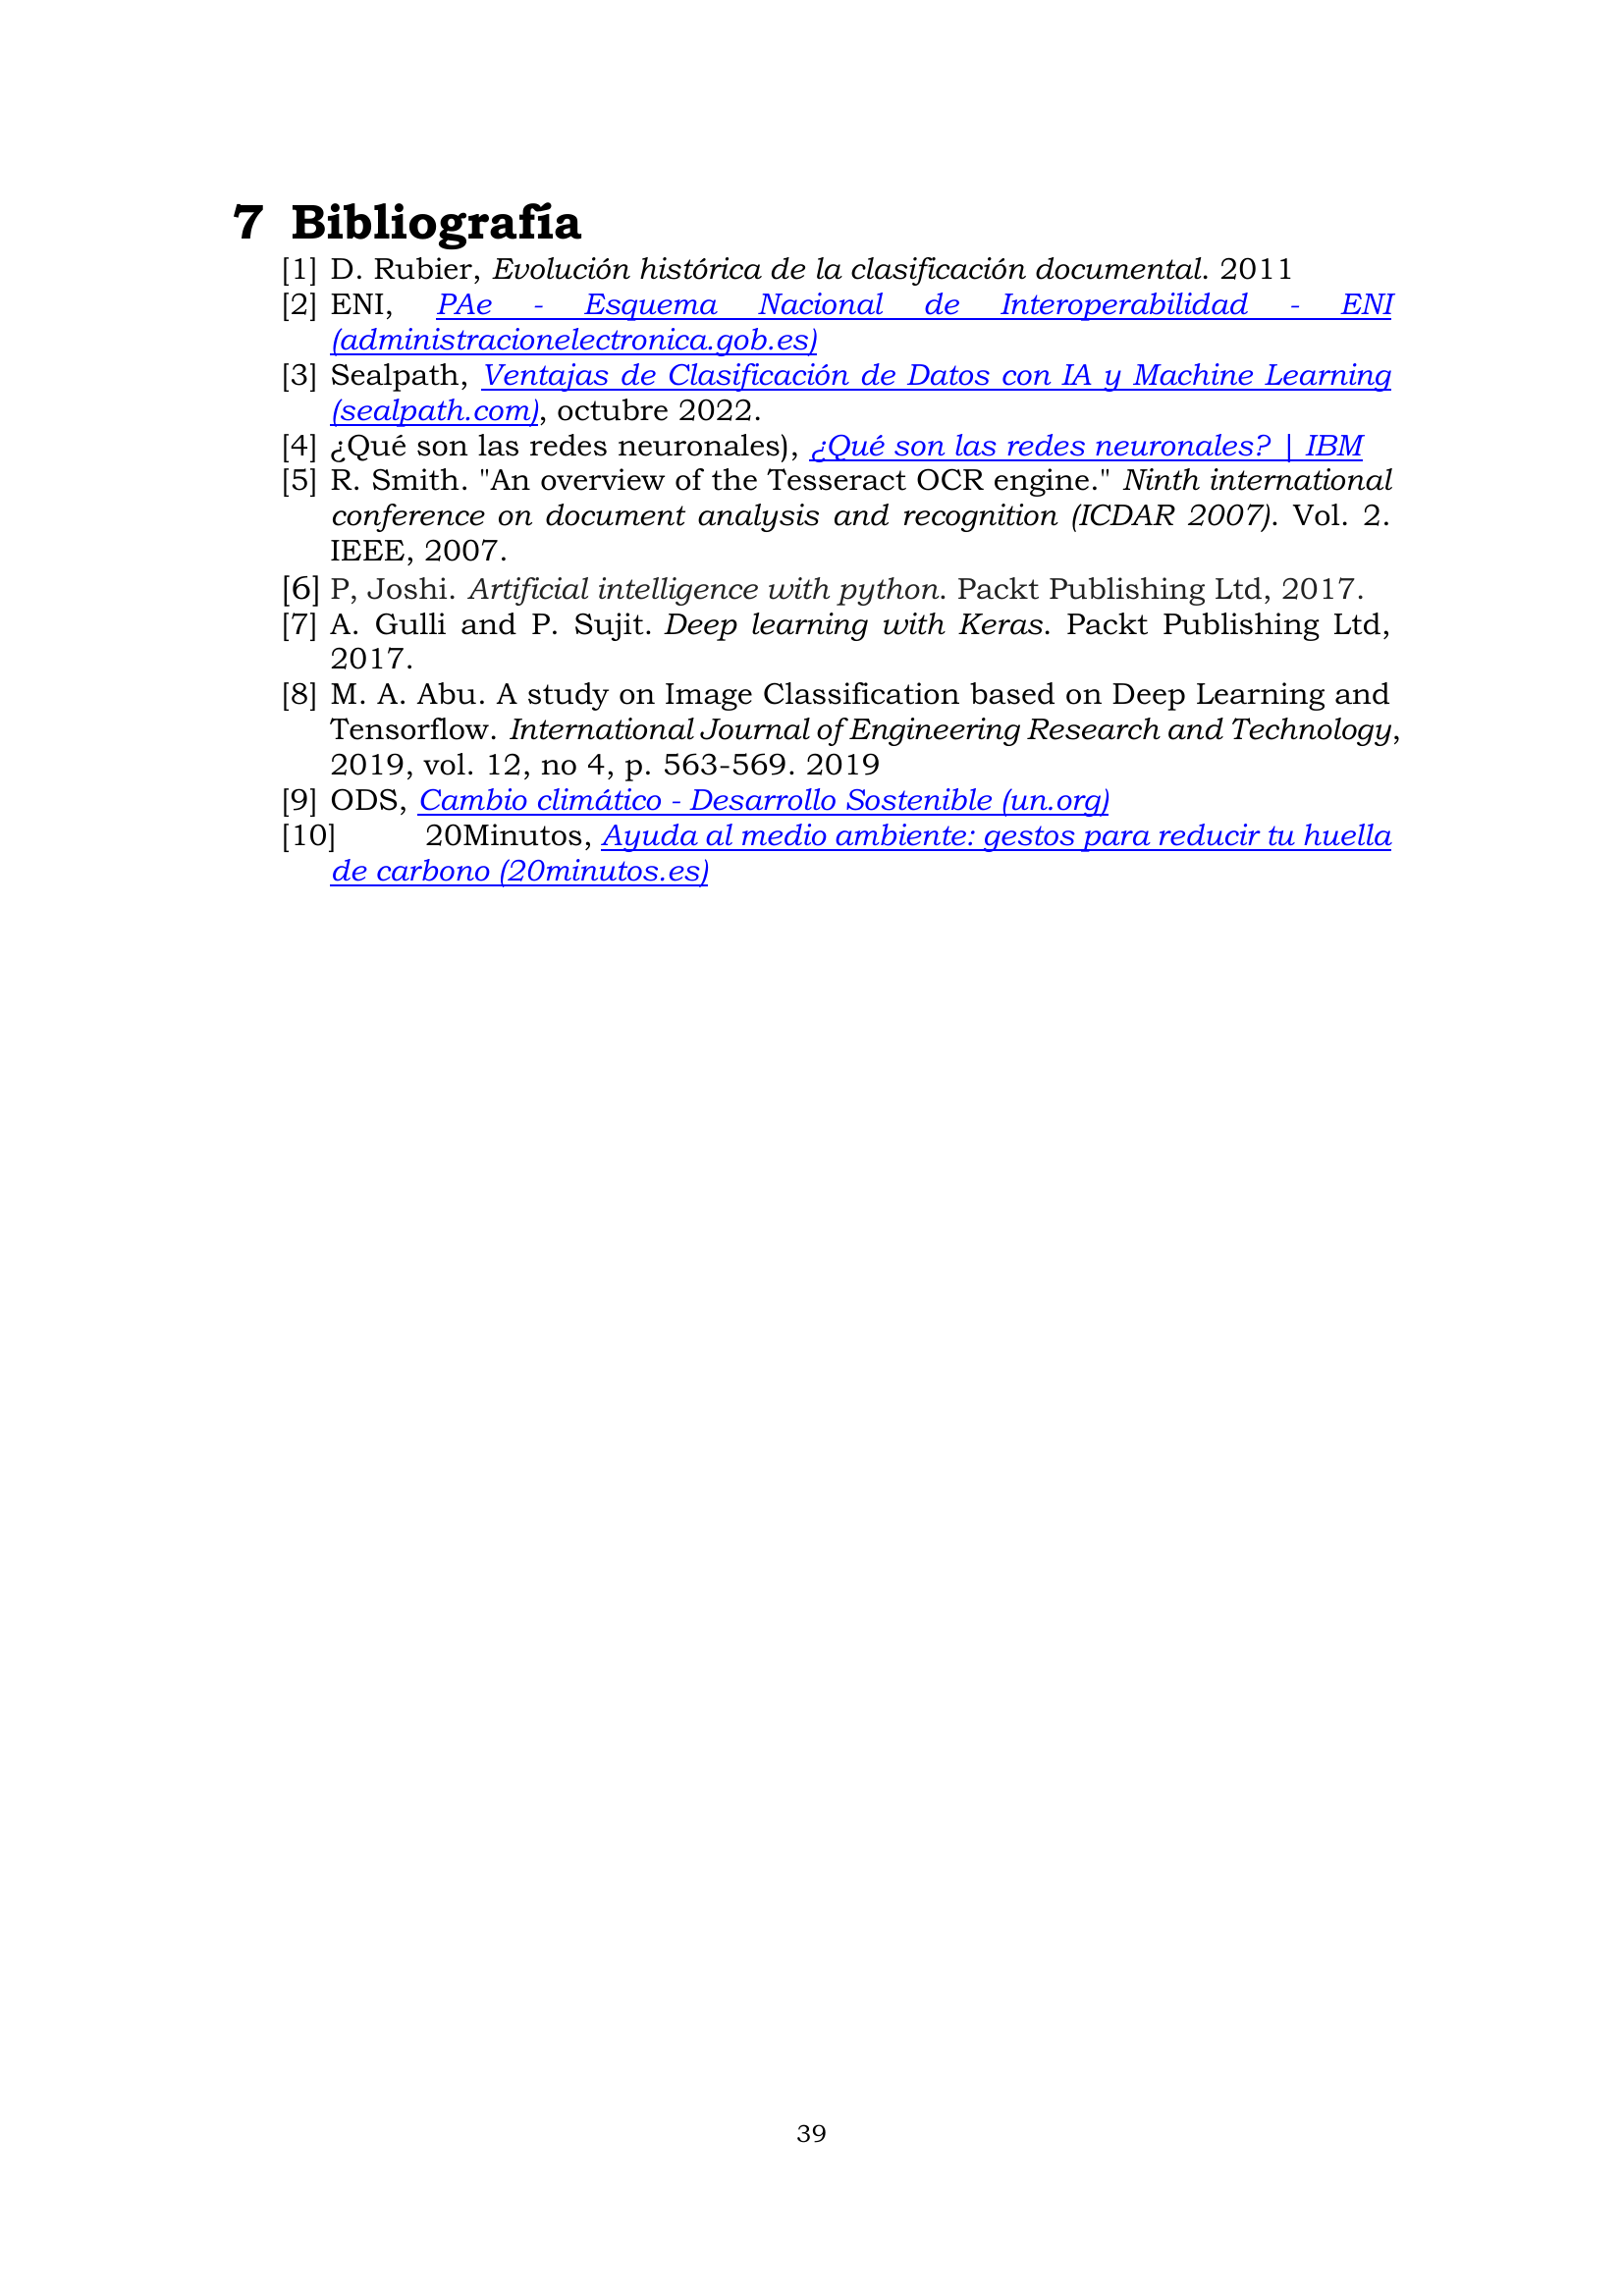 7 Bibliografía
[1] D. Rubier, Evolución histórica de la clasificación documental. 2011
[2] ENI, PAe - Esquema Nacional de Interoperabilidad - ENI
(administracionelectronica.gob.es)
[3] Sealpath, Ventajas de Clasificación de Datos con IA y Machine Learning
(sealpath.com), octubre 2022.
[4] ¿Qué son las redes neuronales), ¿Qué son las redes neuronales? | IBM
[5] R. Smith. "An overview of the Tesseract OCR engine." Ninth international
conference on document analysis and recognition (ICDAR 2007). Vol. 2.
IEEE, 2007.
[6] P, Joshi. Artificial intelligence with python. Packt Publishing Ltd, 2017.
[7] A. Gulli and P. Sujit. Deep learning with Keras. Packt Publishing Ltd,
2017.
[8] M. A. Abu. A study on Image Classification based on Deep Learning and
Tensorflow. International Journal of Engineering Research and Technology,
2019, vol. 12, no 4, p. 563-569. 2019
[9] ODS, Cambio climático - Desarrollo Sostenible (un.org)
[10] 20Minutos, Ayuda al medio ambiente: gestos para reducir tu huella
de carbono (20minutos.es)
39